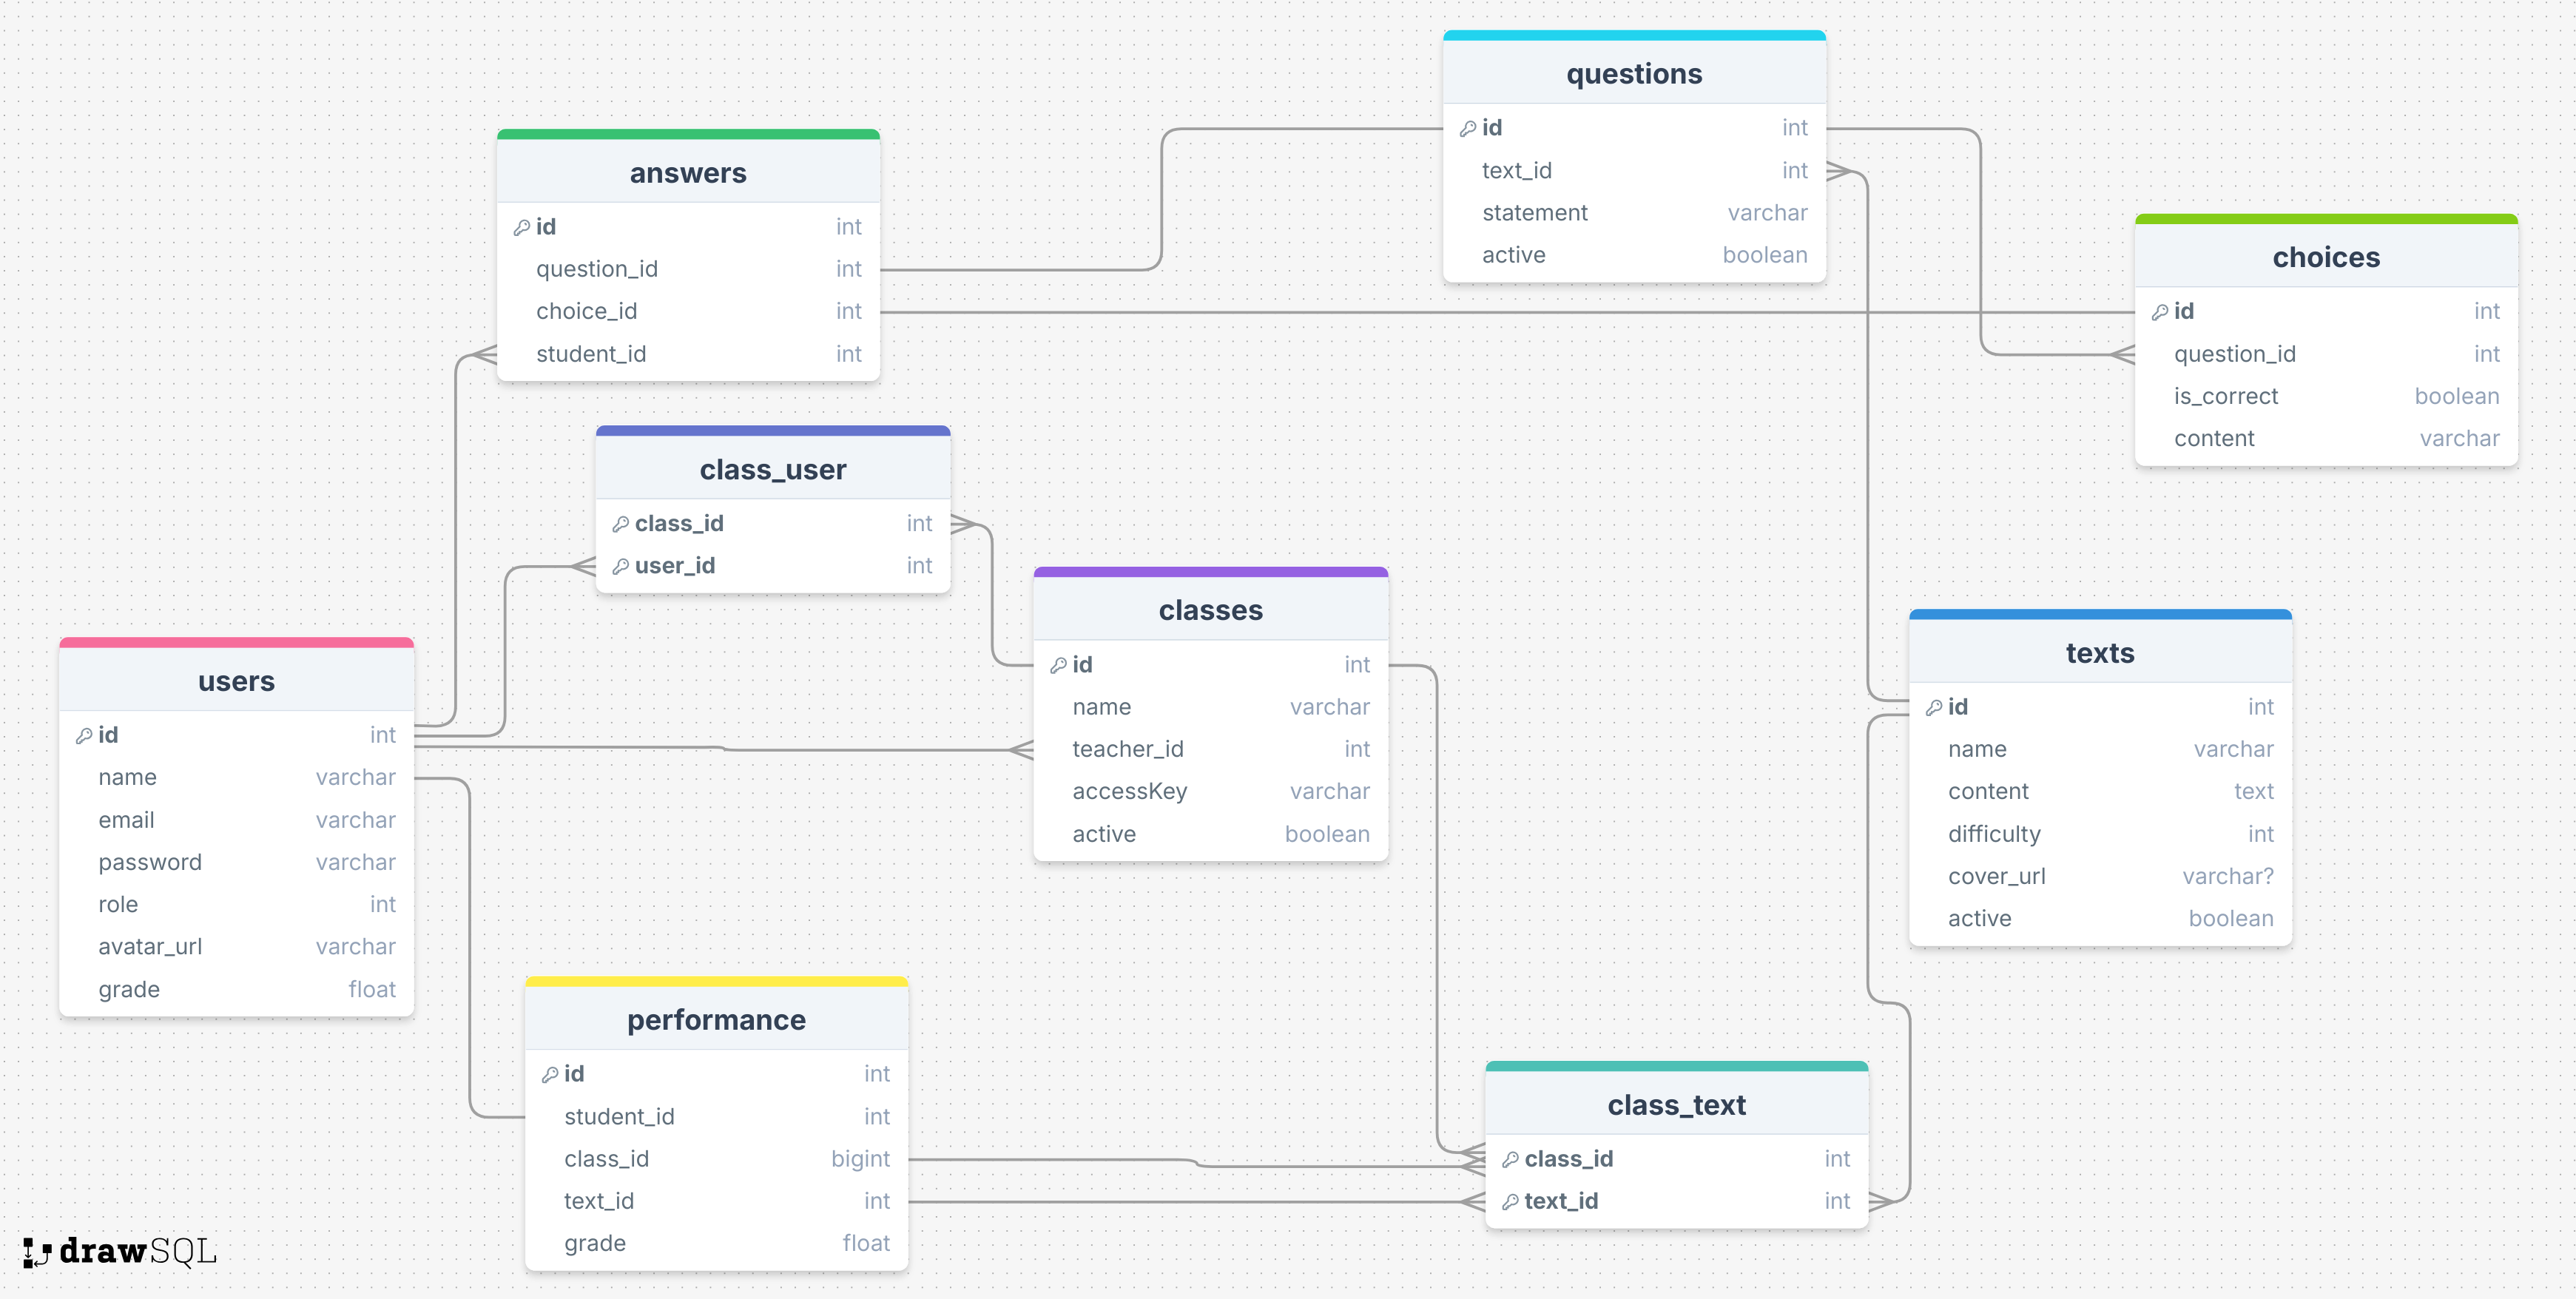 questions
id int
text_id int
statement varchar
active boolean
answers
id int
question_id int
choice_id int
student_id int
choices
id int
question_id int
is_correct boolean
content varchar
class_user
class_id int
user_id int
classes
id int
name varchar
teacher_id int
accessKey varchar
active boolean
users
id int
name varchar
email varchar
password varchar
role int
avatar_url varchar
grade float
texts
id int
name varchar
content text
difficulty int
cover_url varchar?
active boolean
performance
id int
student_id int
class_id bigint
text_id int
grade float
class_text
class_id int
text_id int
drawSQL